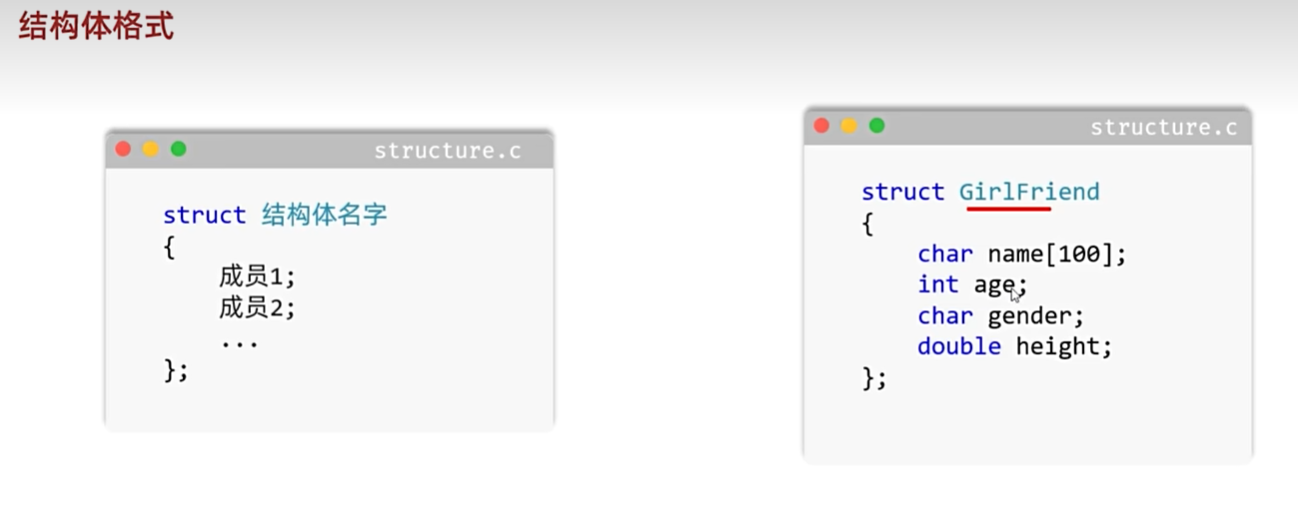 结构体格式
structure.c
struct 结构体名字
{
成员1;
成员2;
...
};
structure.c
struct GirlFriend
{
char name[100];
int age;
char gender;
double height;
};